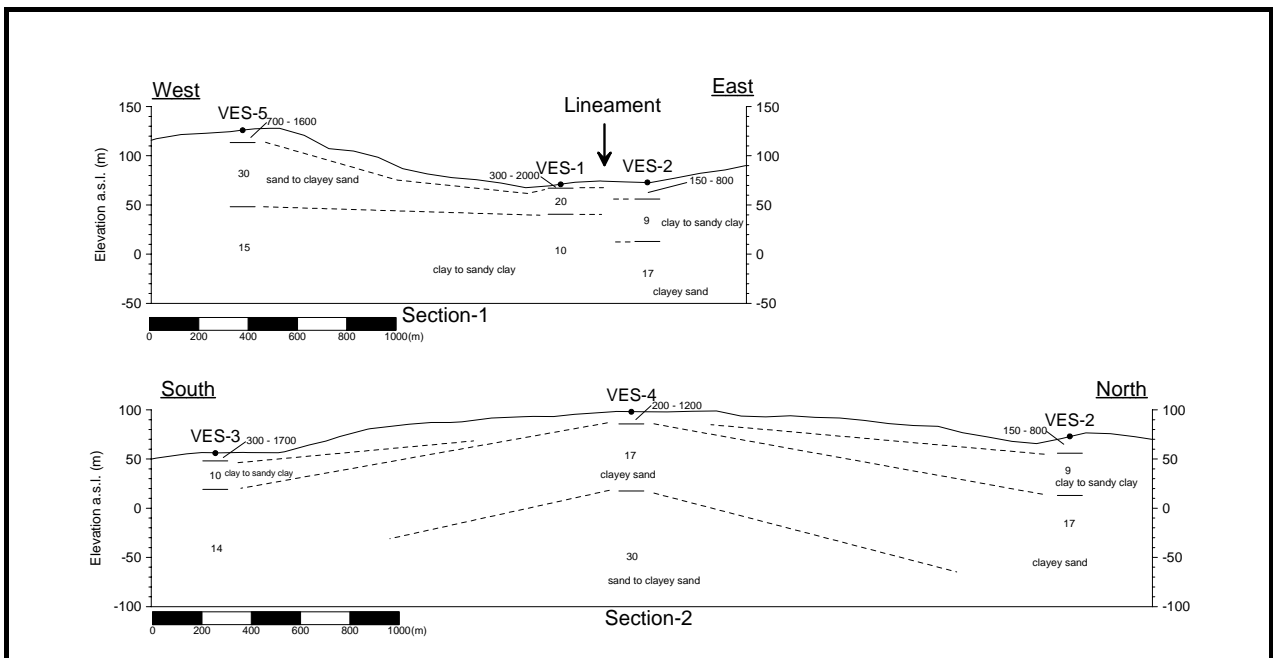 West
East
Lineament
VES-5
700 - 1600
VES-1
300 - 2000
VES-2
150 - 800
Elevation a.s.l. (m)
150
100
50
0
-50
150
100
50
0
-50
30
sand to clayey sand
20
9
clay to sandy clay
15
10
clay to sandy clay
17
clayey sand
Section-1
0 200 400 600 800 1000(m)
South
North
VES-4
200 - 1200
VES-3
300 - 1700
VES-2
150 - 800
Elevation a.s.l. (m)
100
50
0
-50
-100
100
50
0
-50
-100
10 clay to sandy clay
17
clayey sand
9
clay to sandy clay
14
17
clayey sand
30
sand to clayey sand
Section-2
0 200 400 600 800 1000(m)